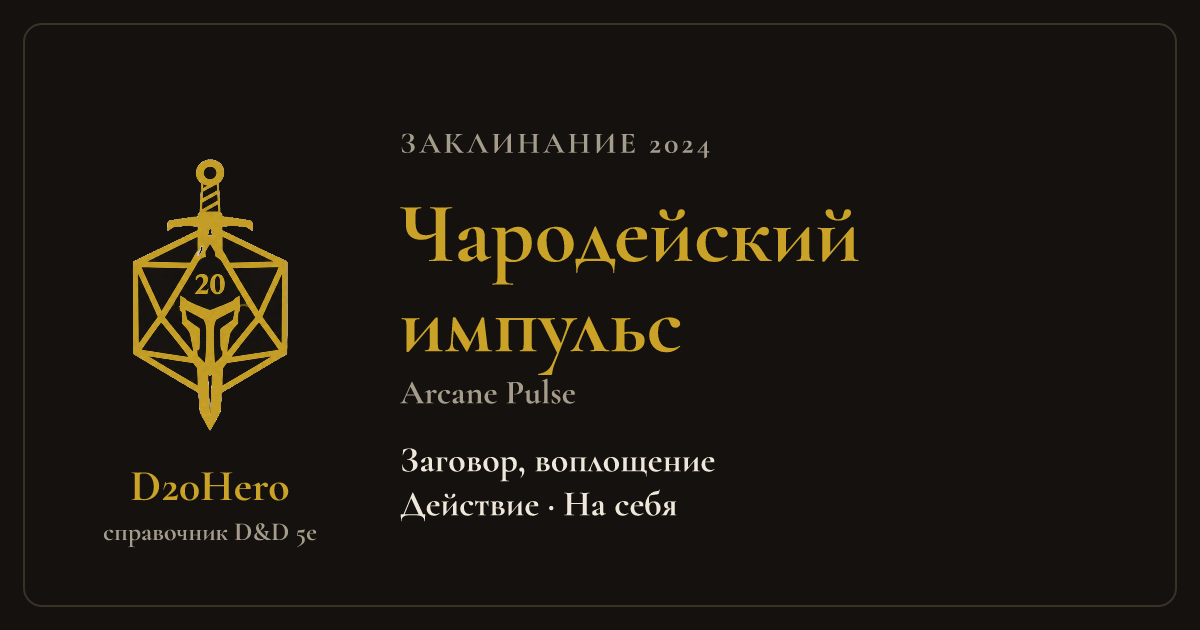 20
D20Hero
справочник D&D 5e
ЗАКЛИНАНИЕ 2024
Чародейский
импульс
Arcane Pulse
Заговор, воплощение
Действие · На себя